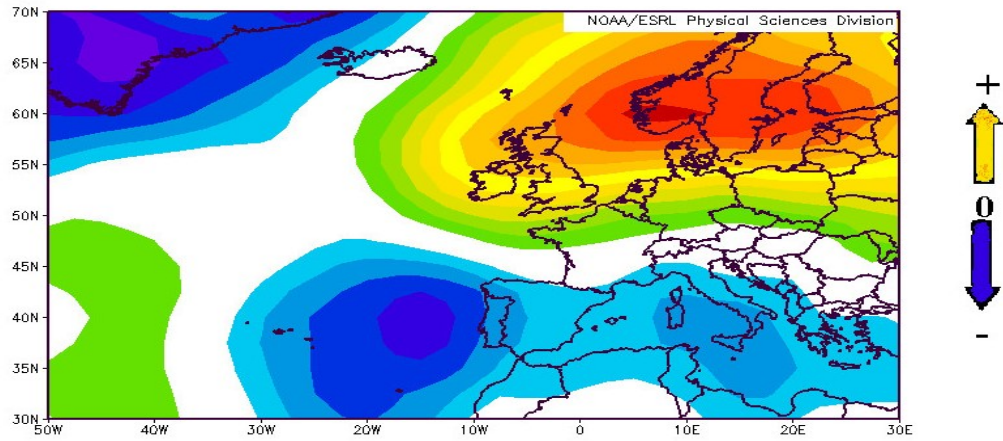 NOAA/ESRL Physical Sciences Division
70N
65N
60N
55N
50N
45N
40N
35N
30N
50W 40W 30W 20W 10W 0 10E 20E 30E
+
0
-